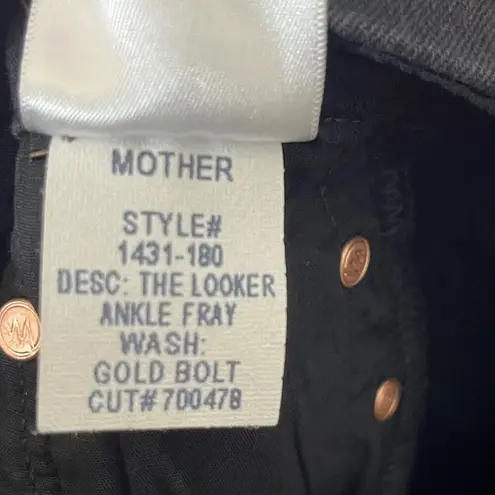 MOTHER
STYLE#
1431-180
DESC: THE LOOKER
ANKLE FRAY
WASH:
GOLD BOLT
CUT# 700478